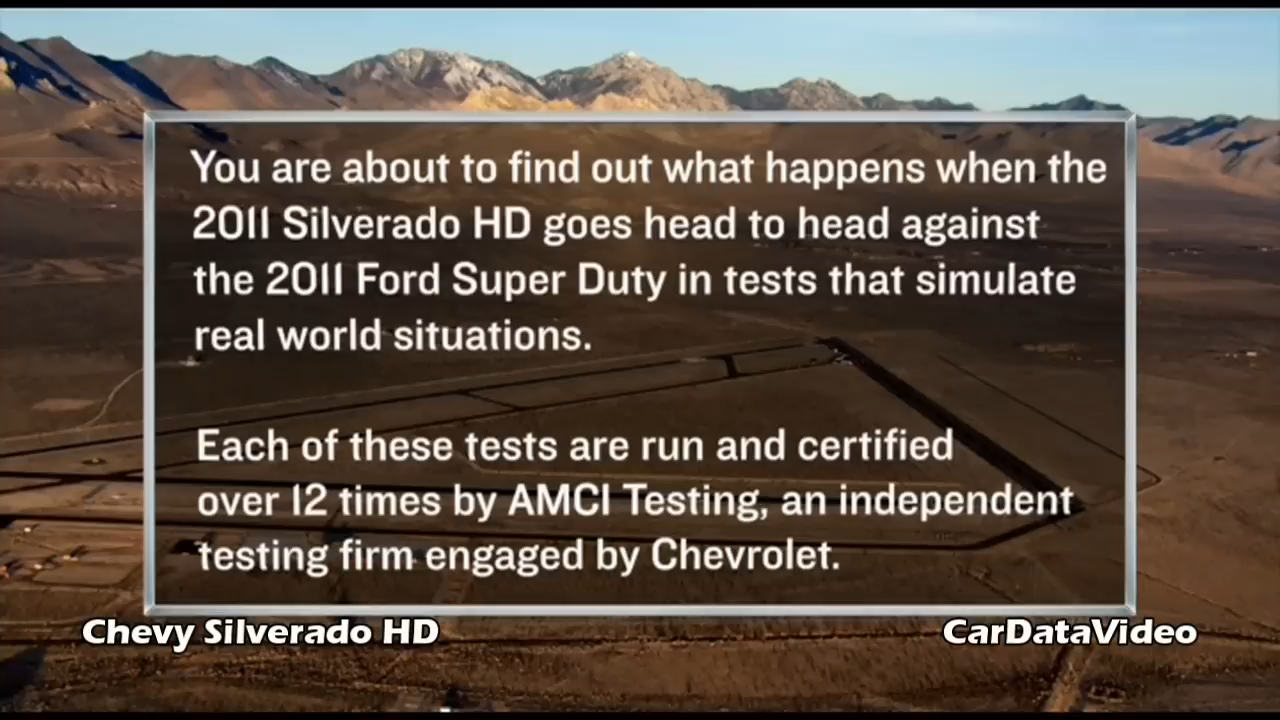 You are about to find out what happens when the
2011 Silverado HD goes head to head against
the 2011 Ford Super Duty in tests that simulate
real world situations.
Each of these tests are run and certified
over 12 times by AMCI Testing, an independent
testing firm engaged by Chevrolet.
Chevy Silverado HD
CarDataVideo